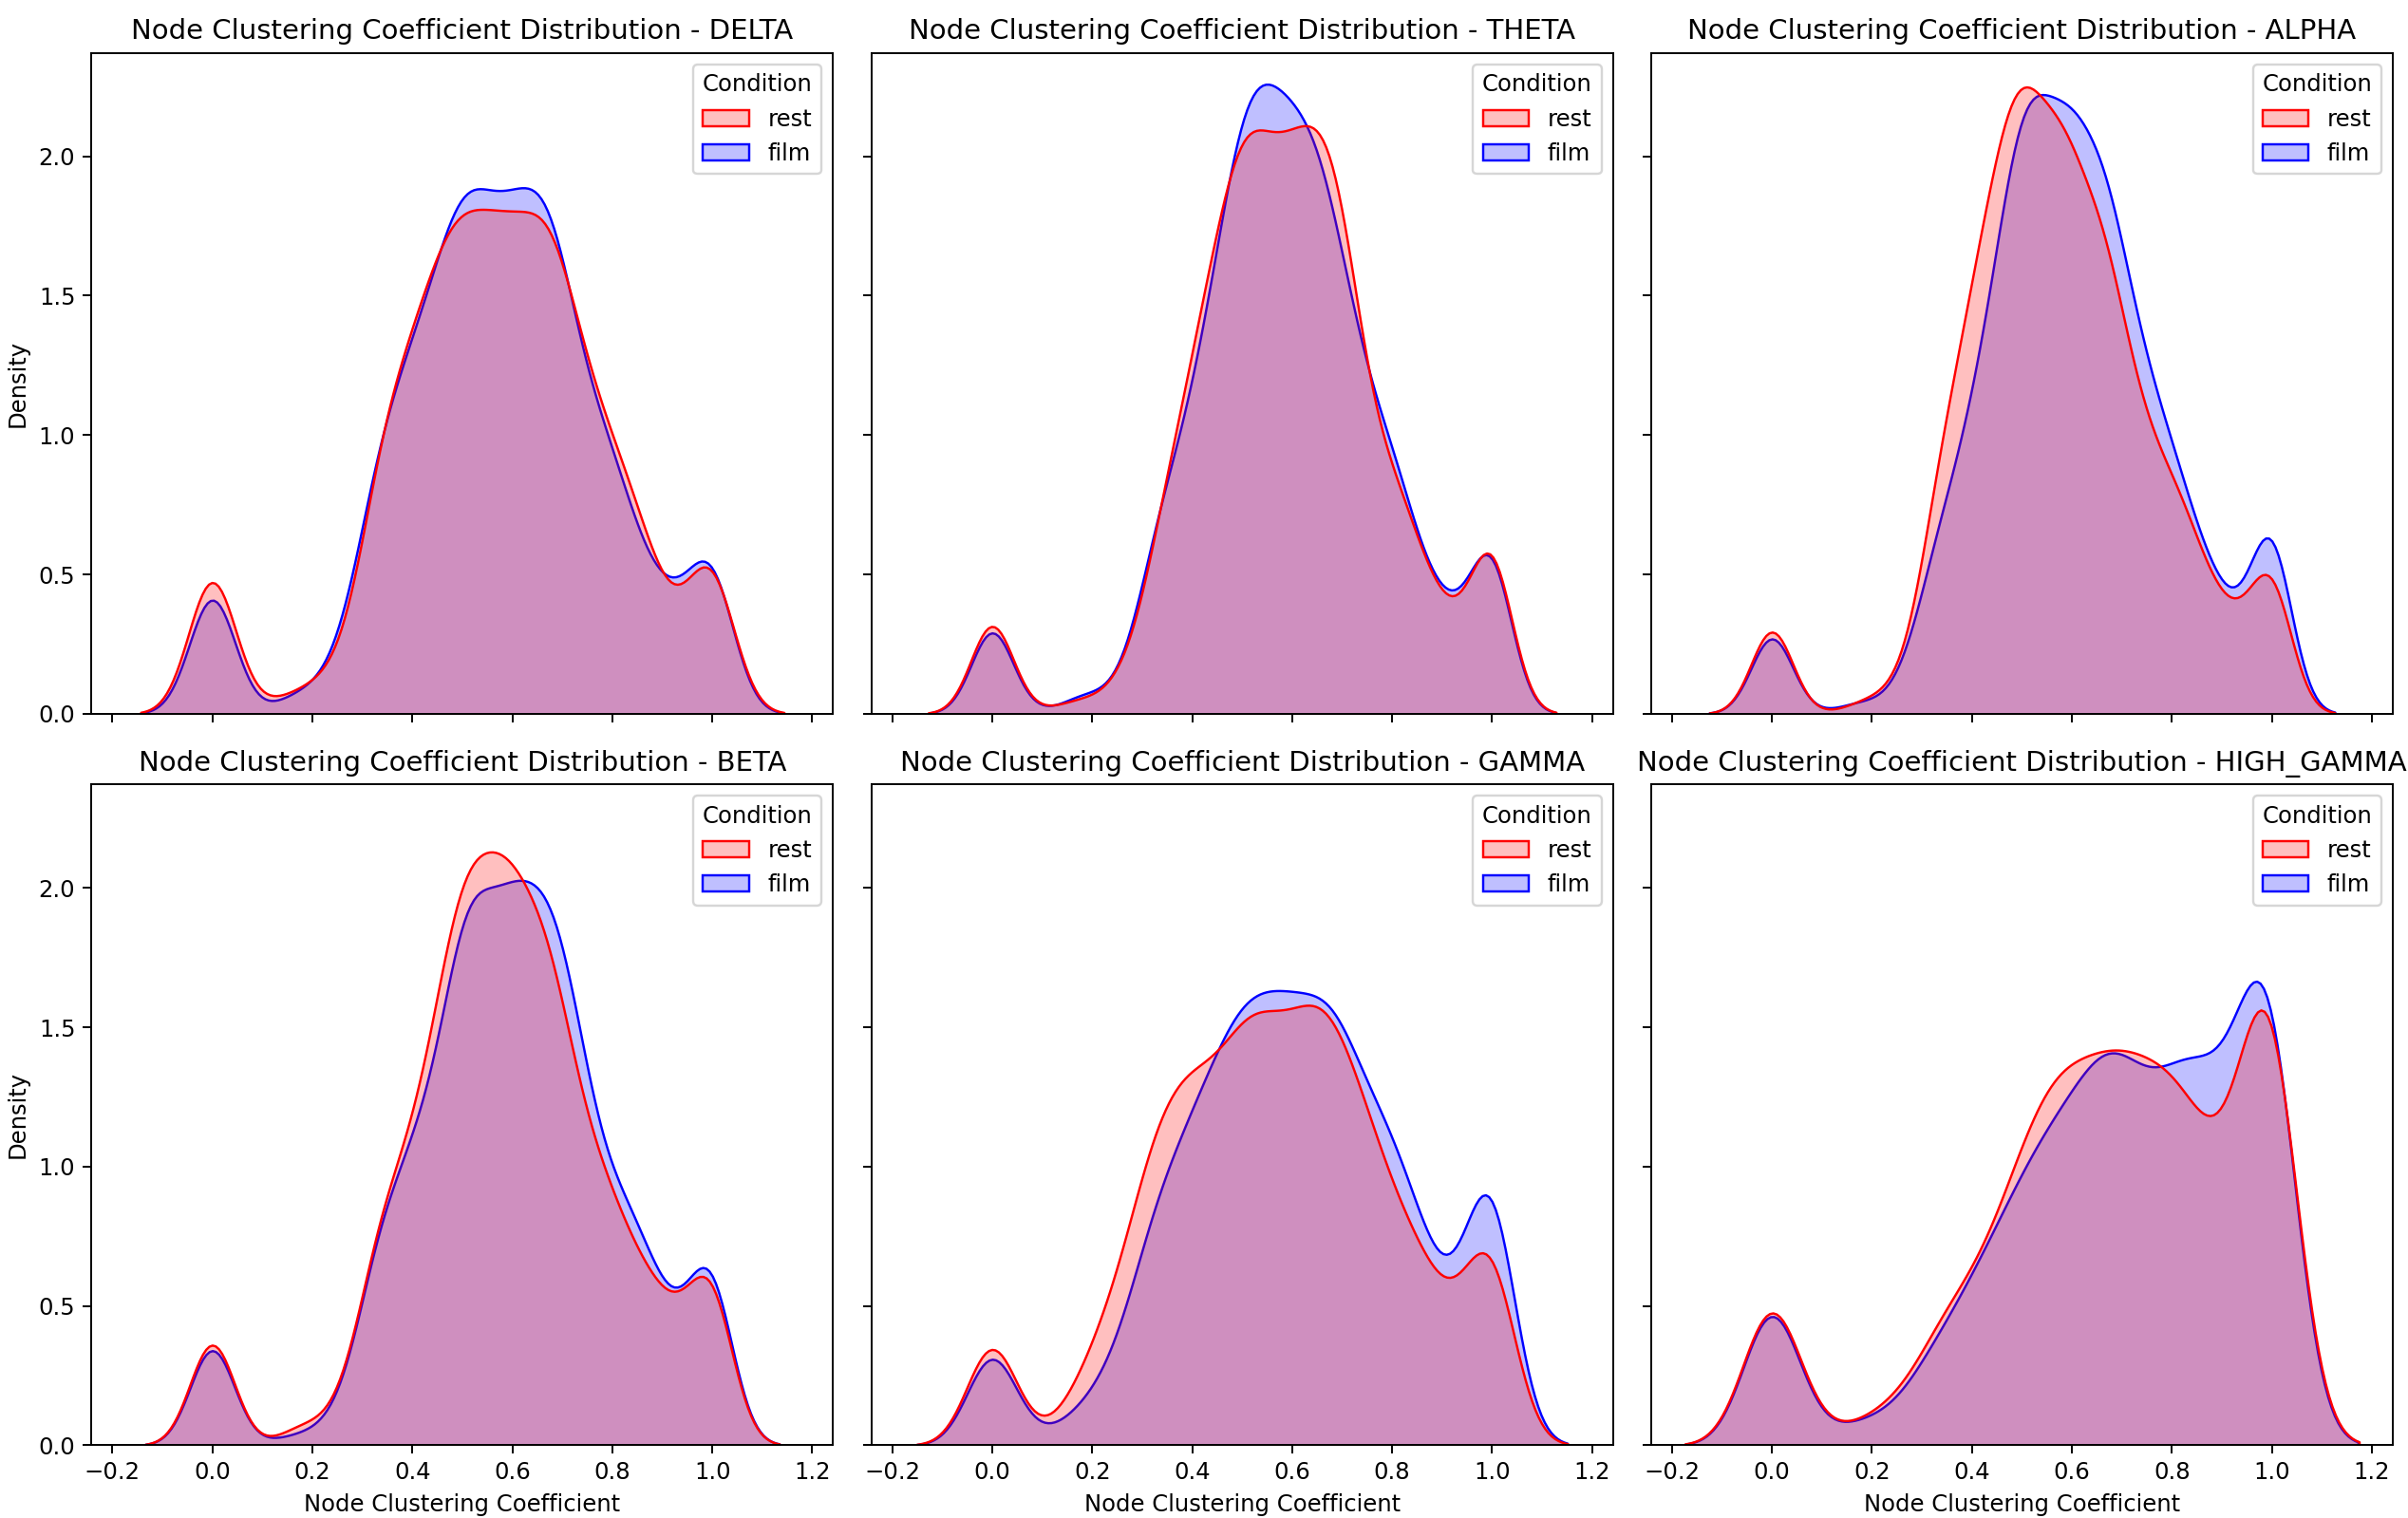 Node Clustering Coefficient Distribution - DELTA
Node Clustering Coefficient Distribution - THETA
Node Clustering Coefficient Distribution - ALPHA
Condition
rest
film
Condition
rest
film
Condition
rest
film
Density
2.0
1.5
1.0
0.5
0.0
Node Clustering Coefficient Distribution - BETA
Node Clustering Coefficient Distribution - GAMMA
Node Clustering Coefficient Distribution - HIGH_GAMMA
Condition
rest
film
Condition
rest
film
Condition
rest
film
Density
2.0
1.5
1.0
0.5
0.0
−0.2 0.0 0.2 0.4 0.6 0.8 1.0 1.2
−0.2 0.0 0.2 0.4 0.6 0.8 1.0 1.2
−0.2 0.0 0.2 0.4 0.6 0.8 1.0 1.2
Node Clustering Coefficient
Node Clustering Coefficient
Node Clustering Coefficient